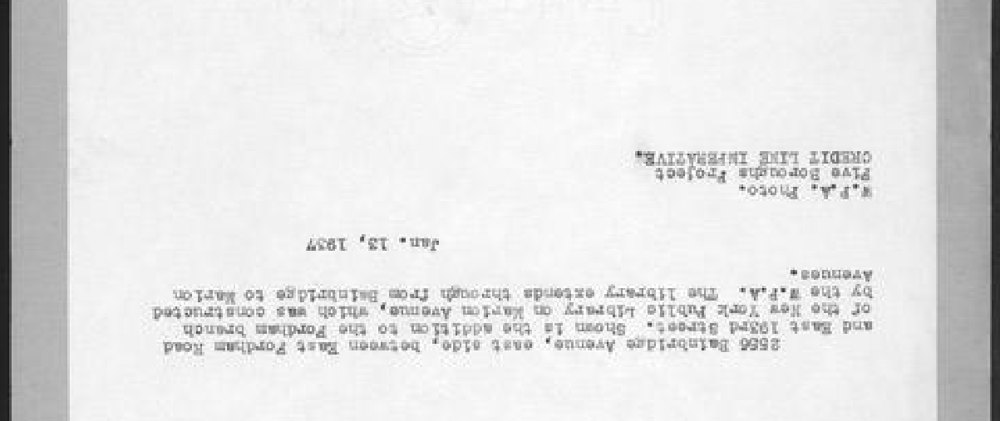 2556 Bainbridge Avenue, east side, between East Fordham Road
and East 193rd Street. Shown is the addition to the Fordham branch
of the New York Public Library on Marion Avenue, which was constructed
by the W.P.A. The library extends through from Bainbridge to Marion
Avenues.
Jan. 13, 1937
W.P.A. Photo.
Five Boroughs Project
CREDIT LINE IMPERATIVE.